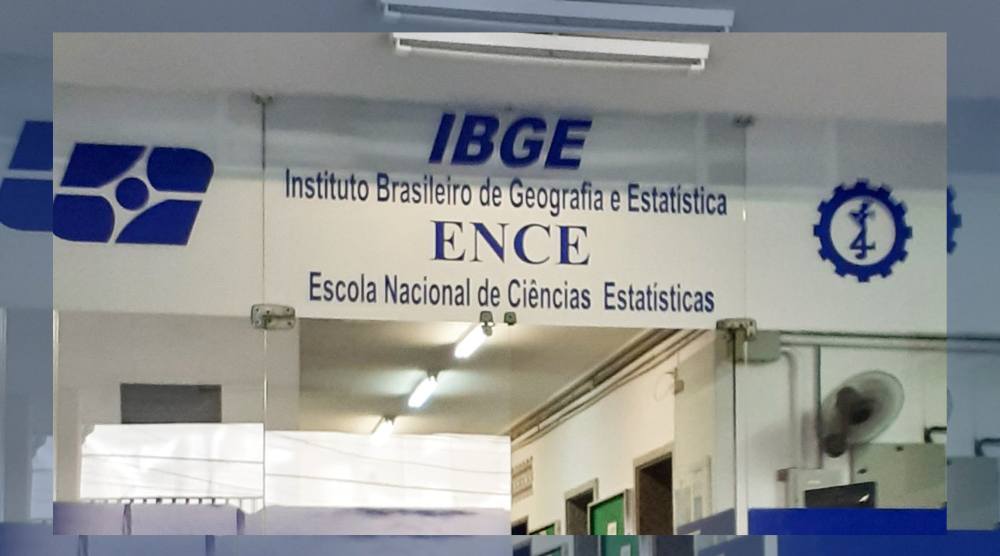 IBGE
Instituto Brasileiro de Geografia e Estatística
ENCE
Escola Nacional de Ciências Estatísticas